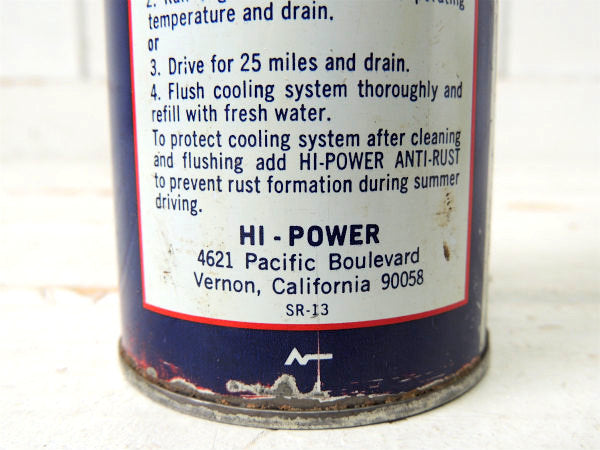 temperature and drain.
or
3. Drive for 25 miles and drain.
4. Flush cooling system thoroughly and
refill with fresh water.
To protect cooling system after cleaning
and flushing add HI-POWER ANTI-RUST
to prevent rust formation during summer
driving.
HI - POWER
4621 Pacific Boulevard
Vernon, California 90058
SR-13